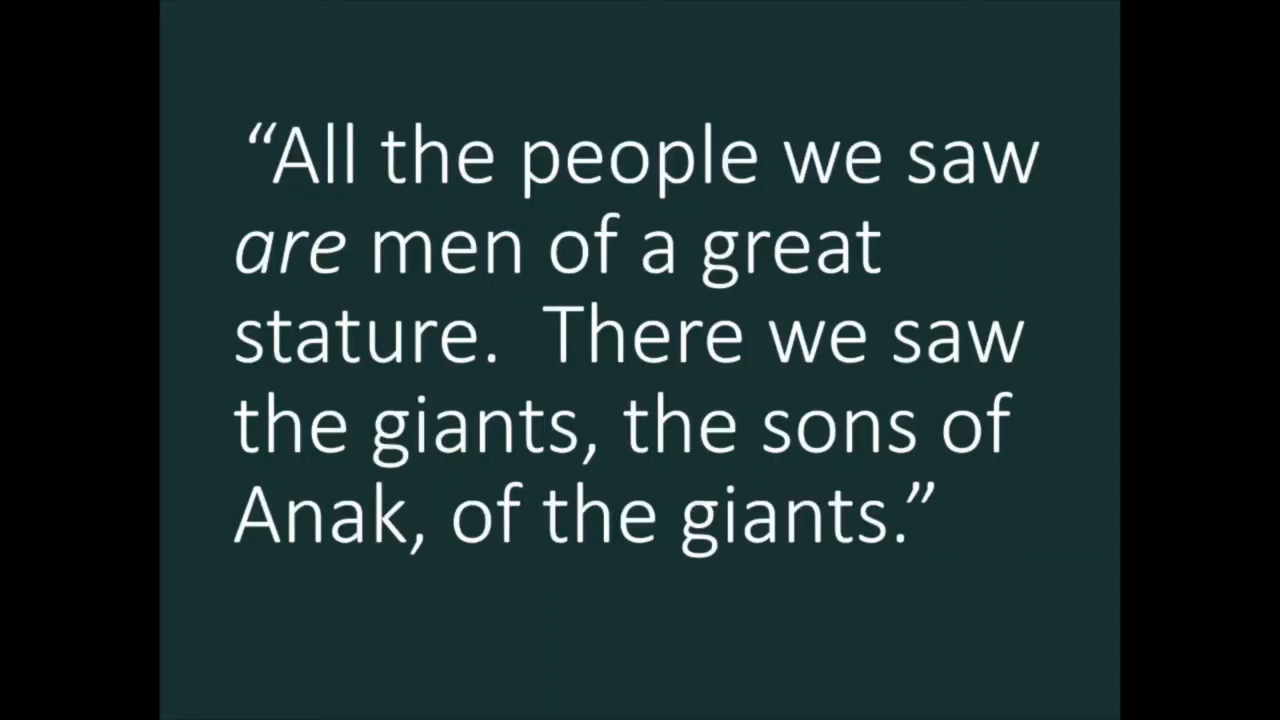 “All the people we saw
are men of a great
stature.  There we saw
the giants, the sons of
Anak, of the giants.”